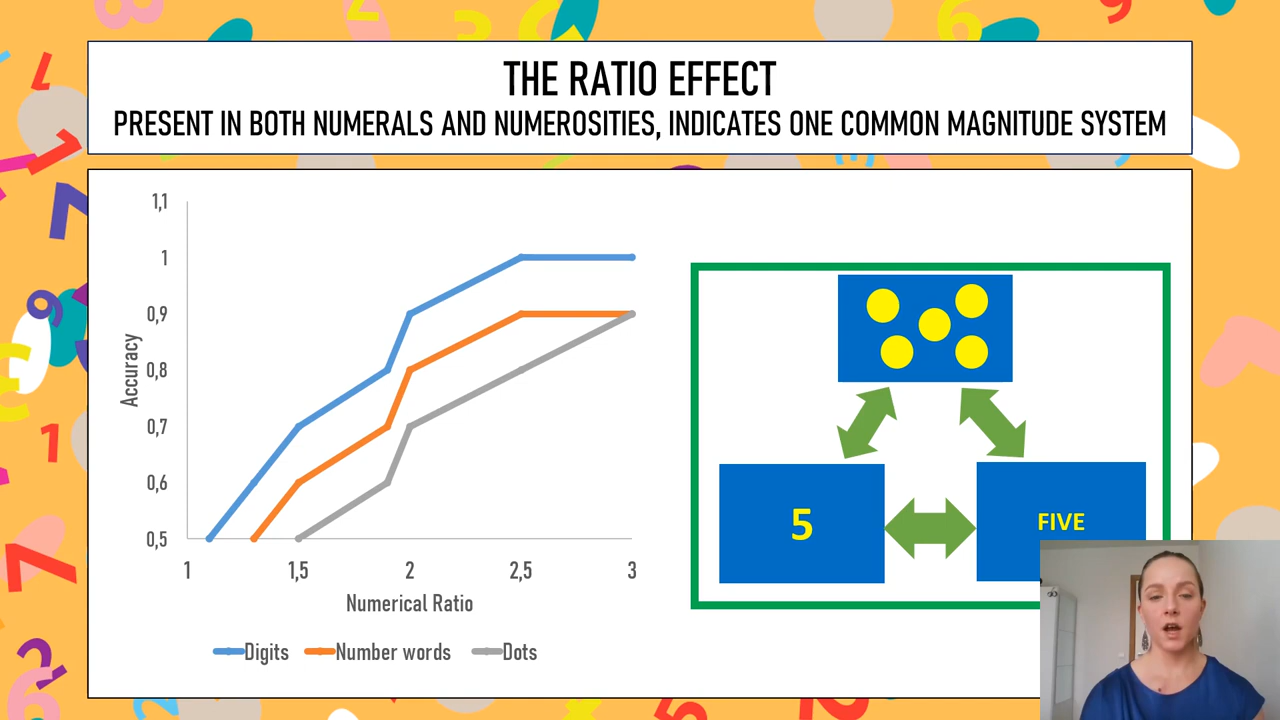 THE RATIO EFFECT
PRESENT IN BOTH NUMERALS AND NUMEROSITIES, INDICATES ONE COMMON MAGNITUDE SYSTEM
1,1
1
0,9
0,8
0,7
0,6
0,5
Accuracy
1 1,5 2 2,5 3
Numerical Ratio
Digits Number words Dots
5
FIVE